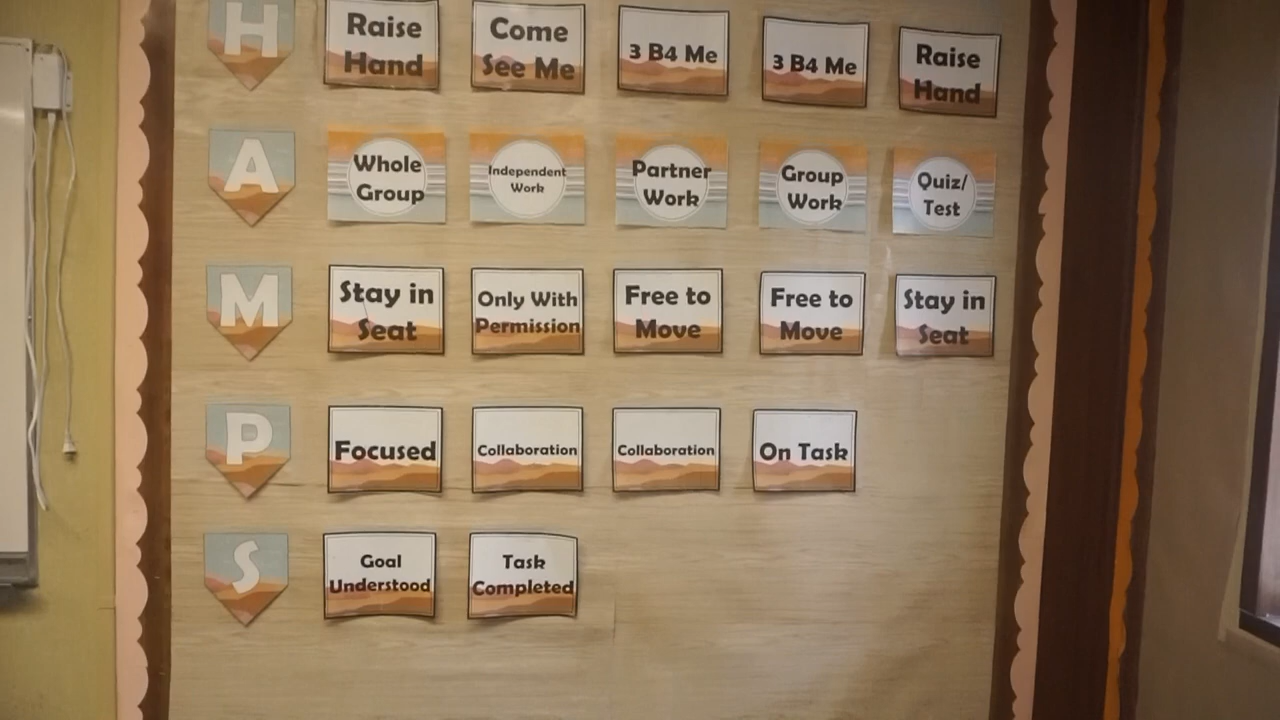 H
Raise
Hand
Come
See Me
3 B4 Me
3 B4 Me
Raise
Hand
A
Whole
Group
Independent
Work
Partner
Work
Group
Work
Quiz/
Test
M
Stay in
Seat
Only With
Permission
Free to
Move
Free to
Move
Stay in
Seat
P
Focused
Collaboration
Collaboration
On Task
S
Goal
Understood
Task
Completed